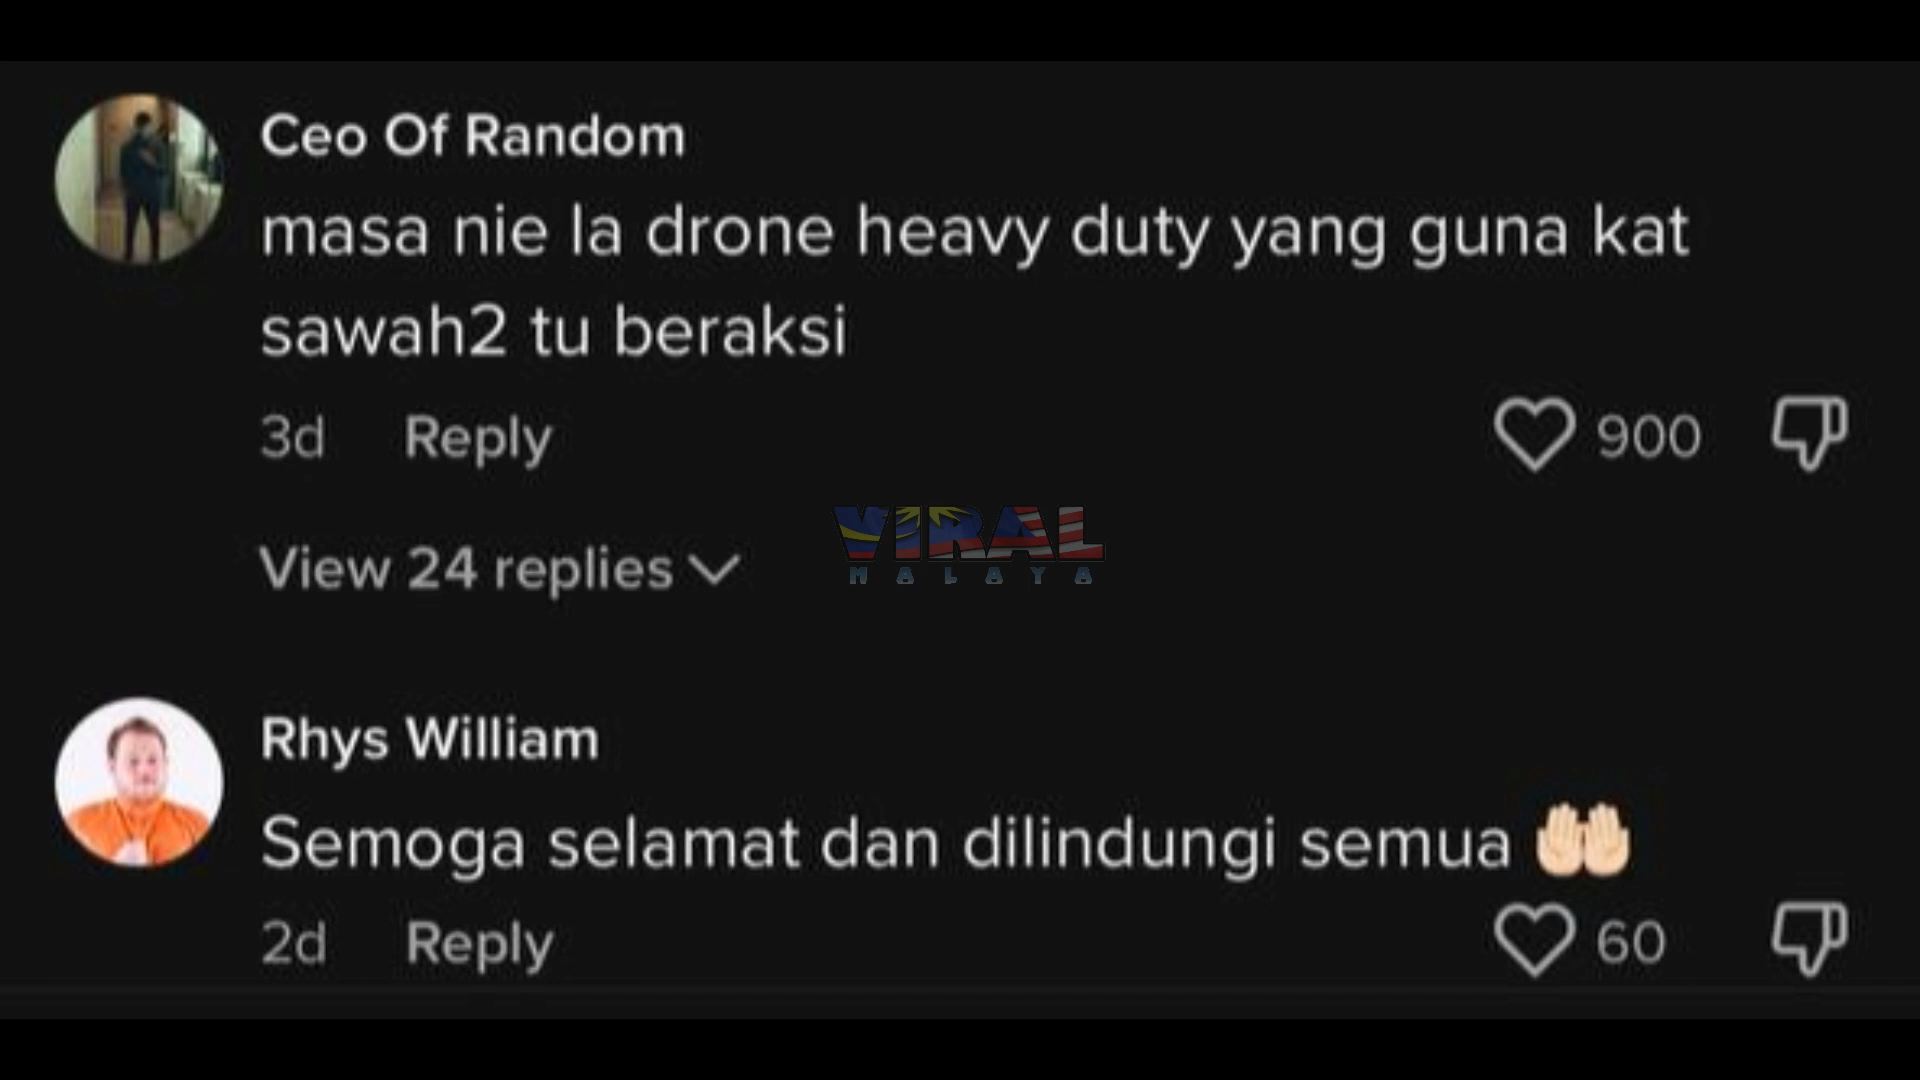 Ceo Of Random
masa nie la drone heavy duty yang guna kat
sawah2 tu beraksi
3d Reply 900
VIRAL
MALAYA
View 24 replies
Rhys William
Semoga selamat dan dilindungi semua 🤲🏻
2d Reply 60